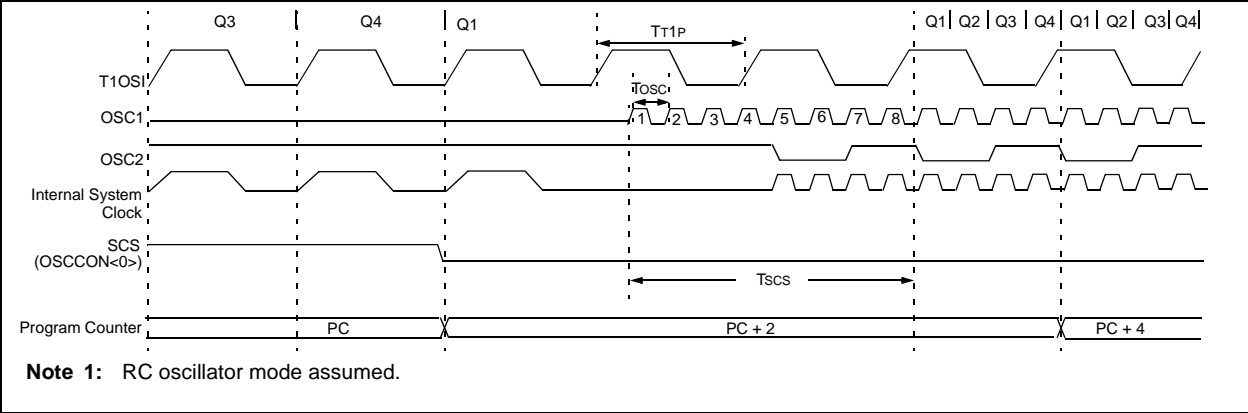 Q3 Q4 Q1 Q1 Q2 Q3 Q4 Q1 Q2 Q3 Q4
TT1P
T1OSI
TOSC
OSC1 1 2 3 4 5 6 7 8
OSC2
Internal System
Clock
SCS
(OSCCON<0>)
TSCS
Program Counter PC PC + 2 PC + 4
Note 1: RC oscillator mode assumed.